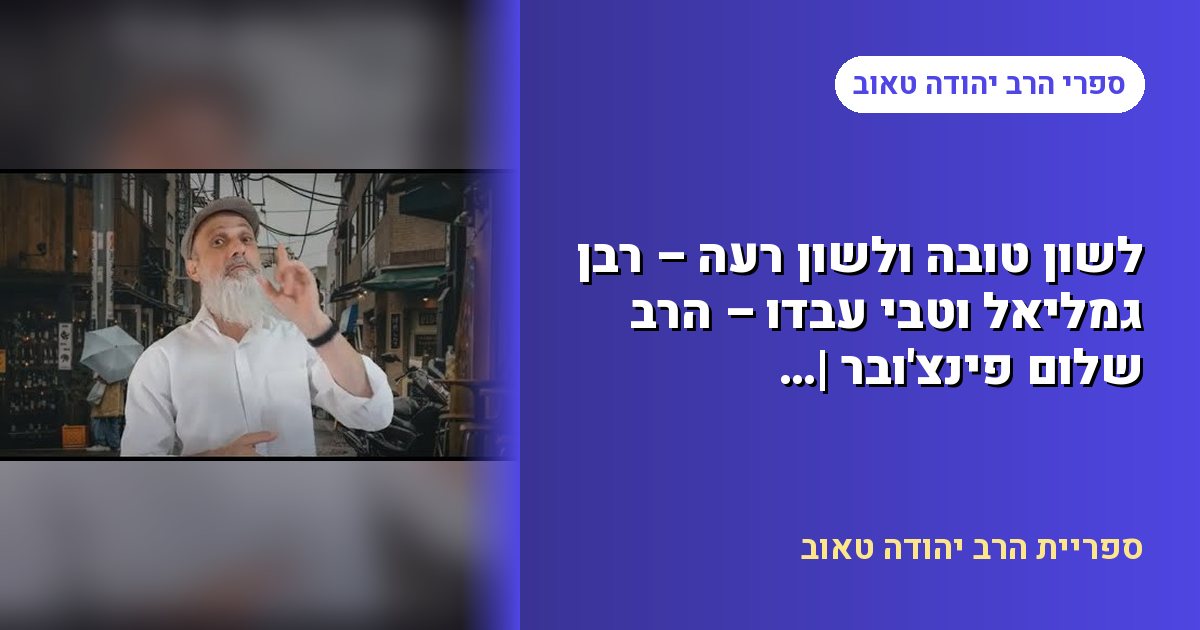 ספרי הרב יהודה טאוב
לשון טובה ולשון רעה – רבן
גמליאל וטבי עבדו – הרב
שלום פינצ'ובר |...
ספריית הרב יהודה טאוב